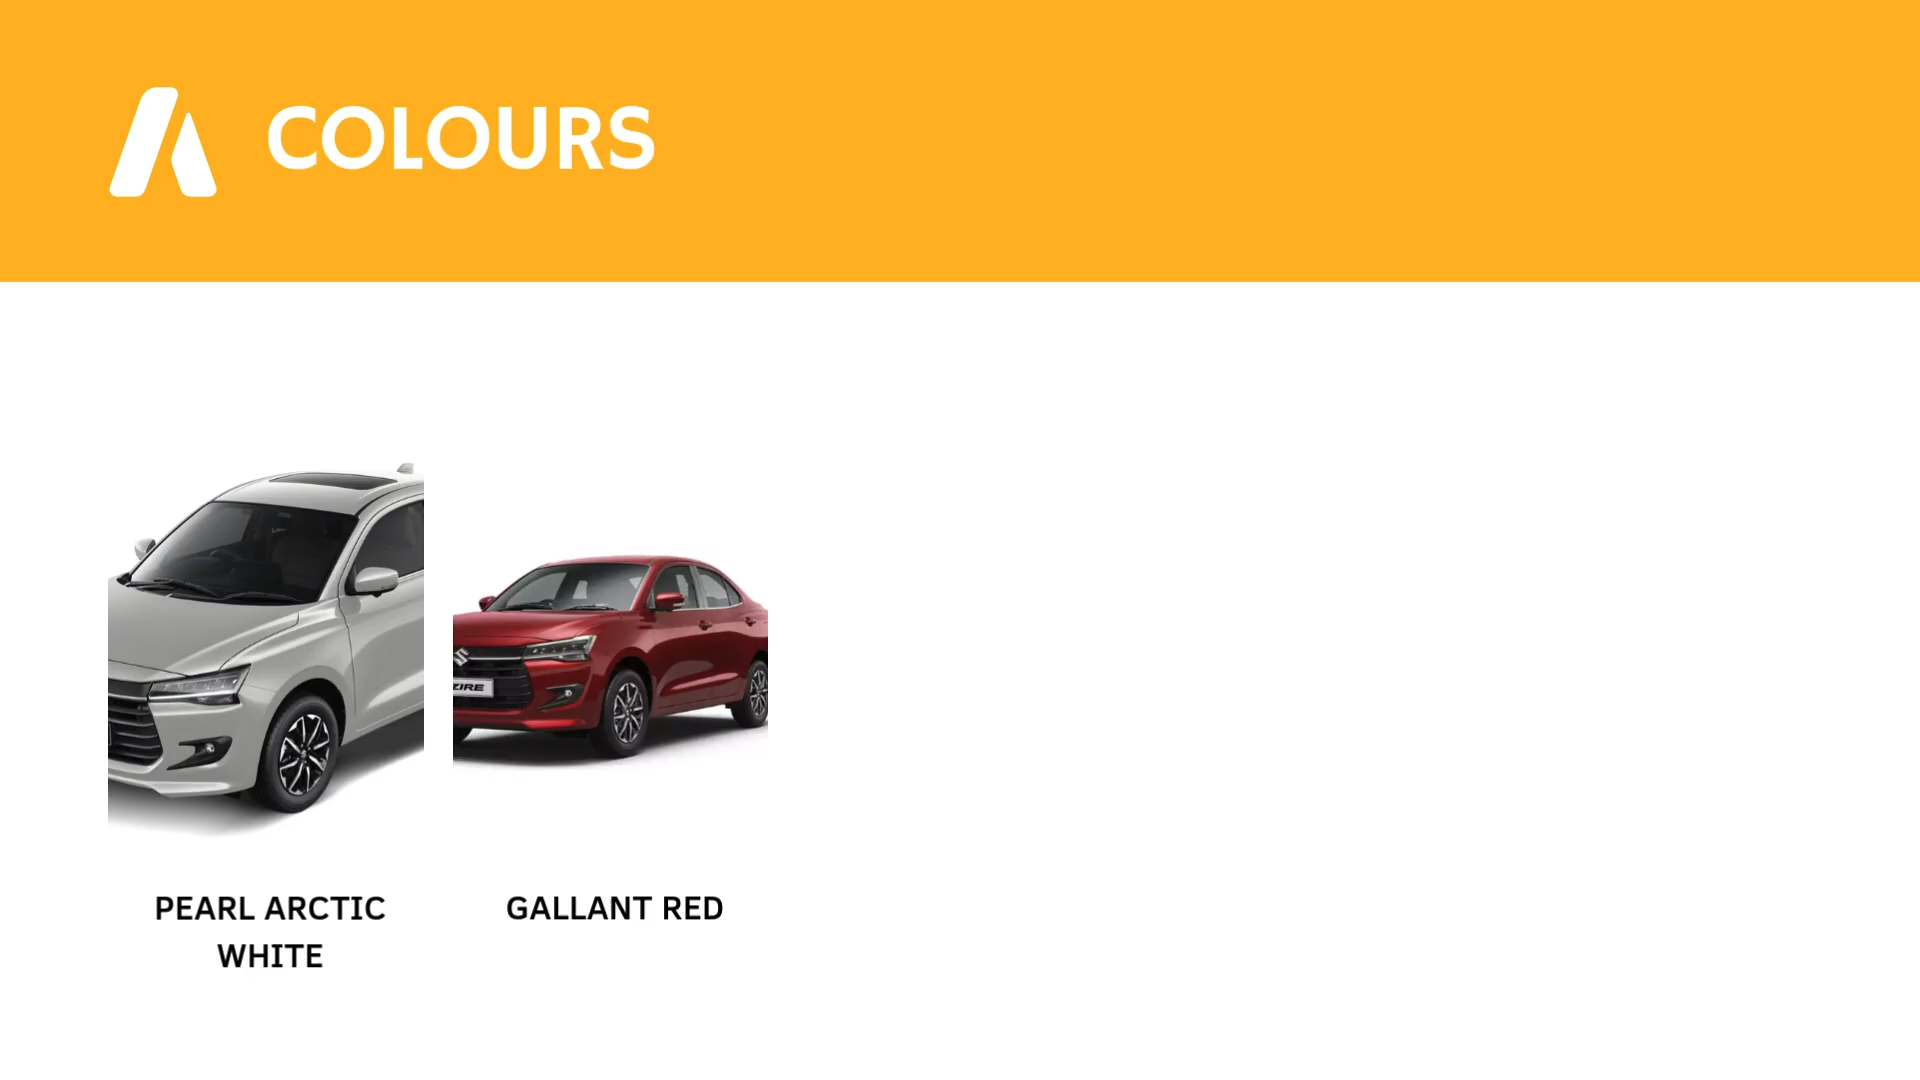 COLOURS
ZIRE
PEARL ARCTIC
WHITE
GALLANT RED